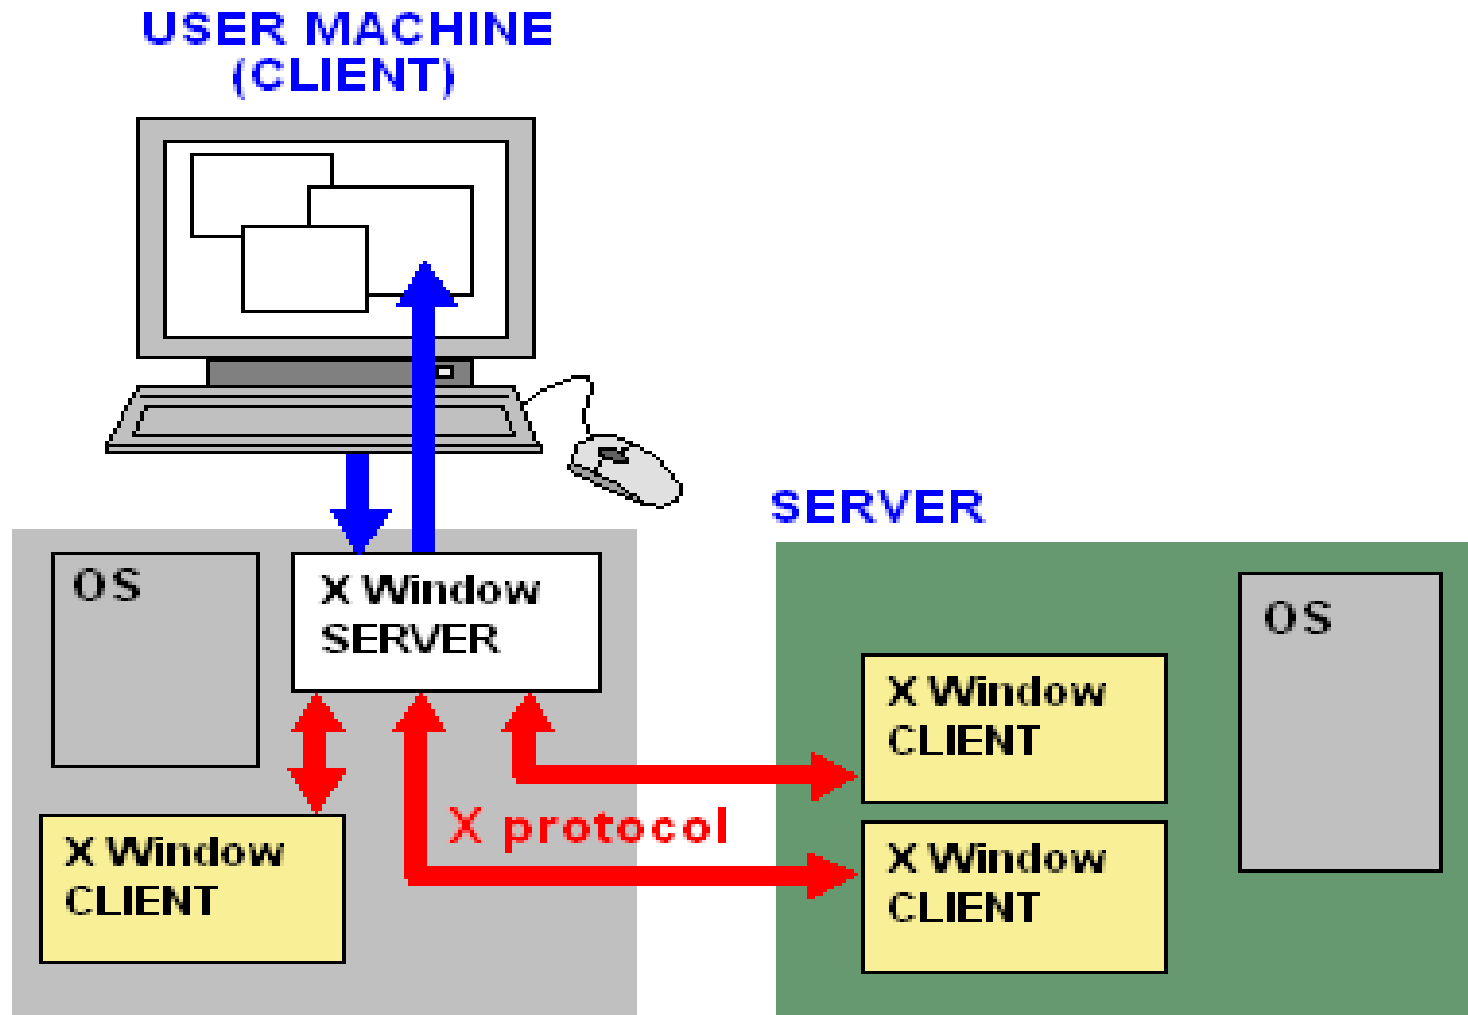 USER MACHINE
(CLIENT)
OS
X Window
SERVER
X Window
CLIENT
X protocol
SERVER
OS
X Window
CLIENT
X Window
CLIENT